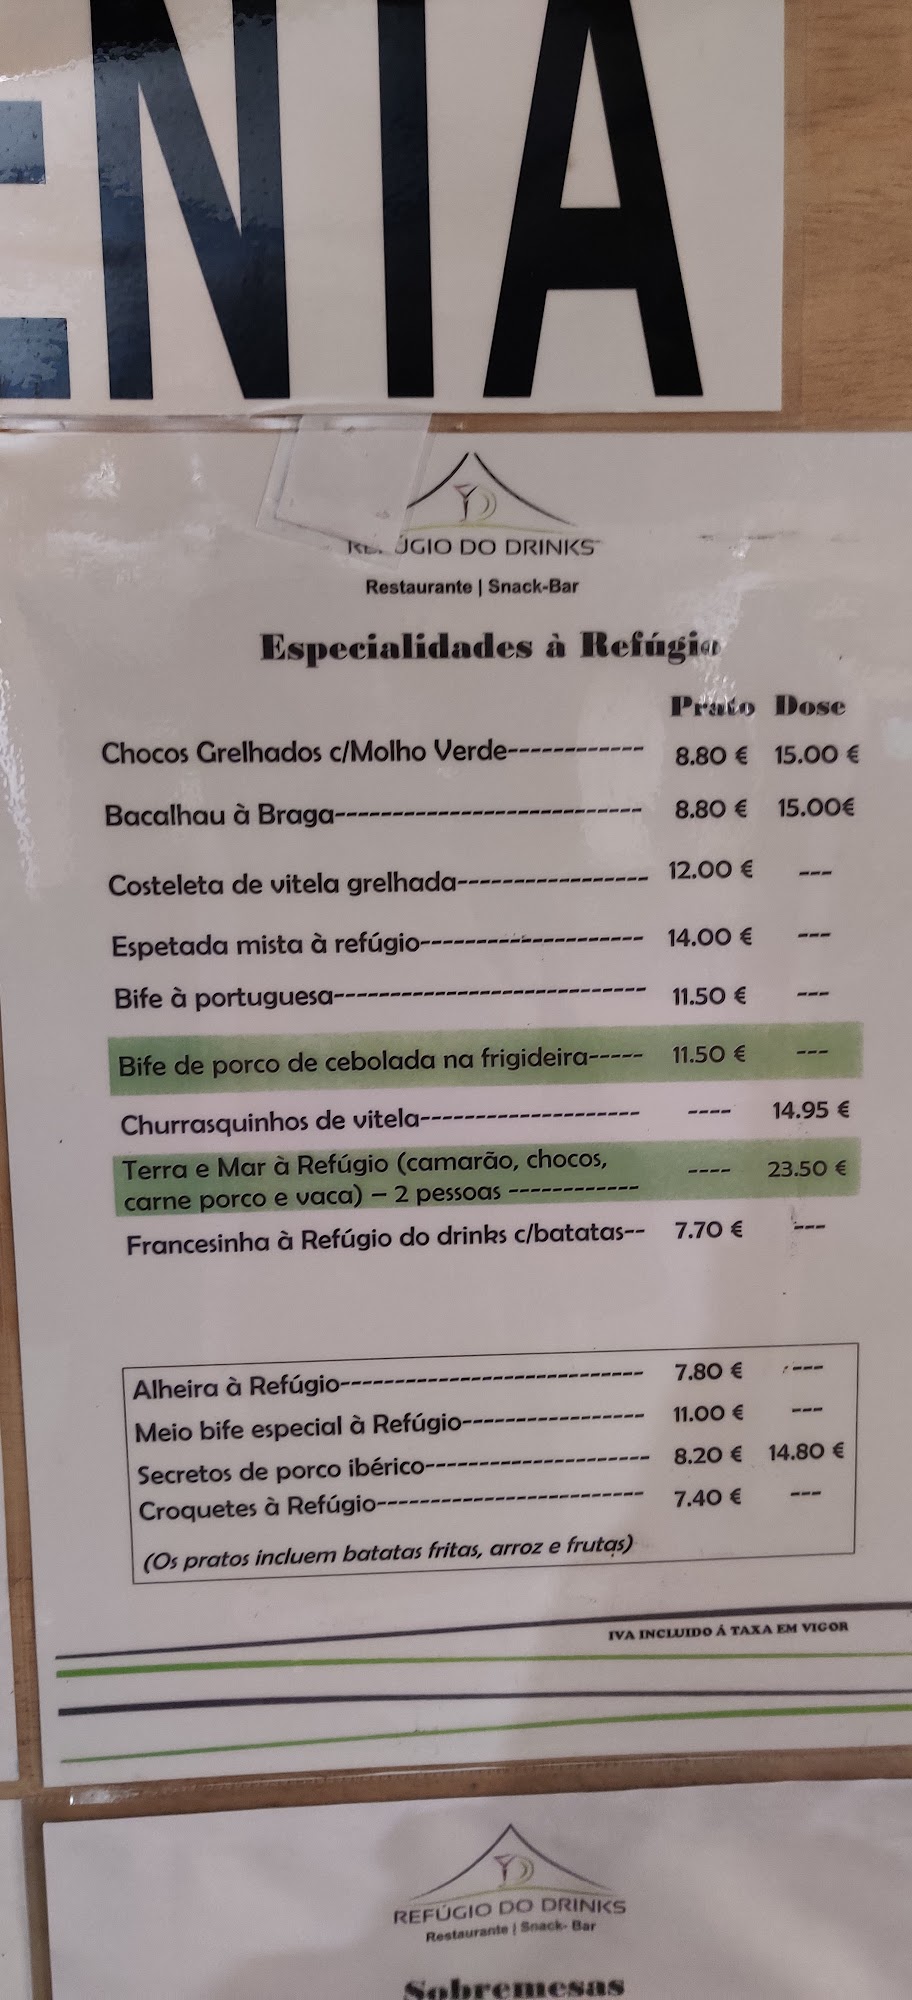 ENIA
REFÚGIO DO DRINKS
Restaurante | Snack-Bar
Especialidades à Refúgio
Prato Dose
Chocos Grelhados c/Molho Verde------------ 8.80 € 15.00 €
Bacalhau à Braga--------------------------- 8.80 € 15.00€
Costeleta de vitela grelhada----------------- 12.00 € ---
Espetada mista à refúgio-------------------- 14.00 € ---
Bife à portuguesa---------------------------- 11.50 € ---
Bife de porco de cebolada na frigideira----- 11.50 € ---
Churrasquinhos de vitela-------------------- ---- 14.95 €
Terra e Mar à Refúgio (camarão, chocos, ---- 23.50 €
carne porco e vaca) – 2 pessoas ------------
Francesinha à Refúgio do drinks c/batatas-- 7.70 € ---
Alheira à Refúgio--------------------------- 7.80 € ---
Meio bife especial à Refúgio---------------- 11.00 € ---
Secretos de porco ibérico-------------------- 8.20 € 14.80 €
Croquetes à Refúgio------------------------ 7.40 € ---
(Os pratos incluem batatas fritas, arroz e frutas)
IVA INCLUIDO Á TAXA EM VIGOR
REFÚGIO DO DRINKS
Restaurante | Snack- Bar
Sobremesas